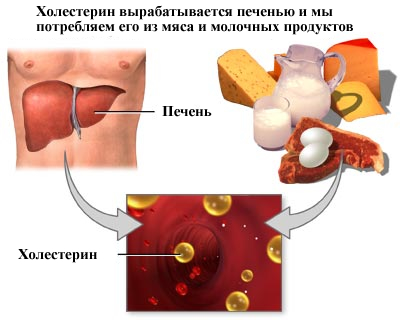 Холестерин вырабатывается печенью и мы
потребляем его из мяса и молочных продуктов
Печень
Холестерин